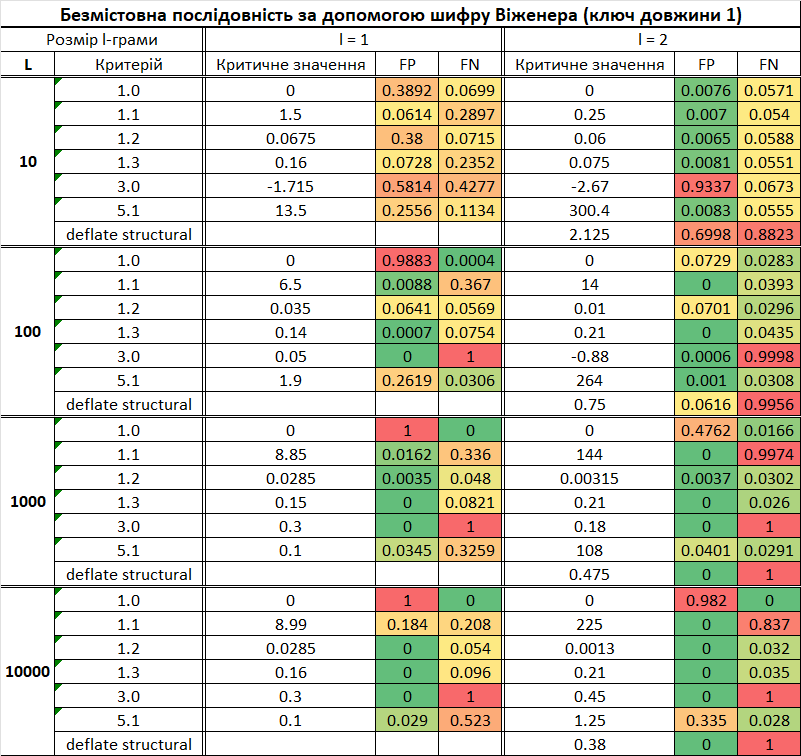 Безмістовна послідовність за допомогою шифру Віженера (ключ довжини 1)
Розмір l-грами l = 1 l = 2
L Критерій Критичне значення FP FN Критичне значення FP FN
1.0 0 0.3892 0.0699 0 0.0076 0.0571
1.1 1.5 0.0614 0.2897 0.25 0.007 0.054
1.2 0.0675 0.38 0.0715 0.06 0.0065 0.0588
10 1.3 0.16 0.0728 0.2352 0.075 0.0081 0.0551
3.0 -1.715 0.5814 0.4277 -2.67 0.9337 0.0673
5.1 13.5 0.2556 0.1134 300.4 0.0083 0.0555
deflate structural 2.125 0.6998 0.8823
1.0 0 0.9883 0.0004 0 0.0729 0.0283
1.1 6.5 0.0088 0.367 14 0 0.0393
1.2 0.035 0.0641 0.0569 0.01 0.0701 0.0296
100 1.3 0.14 0.0007 0.0754 0.21 0 0.0435
3.0 0.05 0 1 -0.88 0.0006 0.9998
5.1 1.9 0.2619 0.0306 264 0.001 0.0308
deflate structural 0.75 0.0616 0.9956
1.0 0 1 0 0 0.4762 0.0166
1.1 8.85 0.0162 0.336 144 0 0.9974
1.2 0.0285 0.0035 0.048 0.00315 0.0037 0.0302
1000 1.3 0.15 0 0.0821 0.21 0 0.026
3.0 0.3 0 1 0.18 0 1
5.1 0.1 0.0345 0.3259 108 0.0401 0.0291
deflate structural 0.475 0 1
1.0 0 1 0 0 0.982 0
1.1 8.99 0.184 0.208 225 0 0.837
1.2 0.0285 0 0.054 0.0013 0 0.032
10000 1.3 0.16 0 0.096 0.21 0 0.035
3.0 0.3 0 1 0.45 0 1
5.1 0.1 0.029 0.523 1.25 0.335 0.028
deflate structural 0.38 0 1